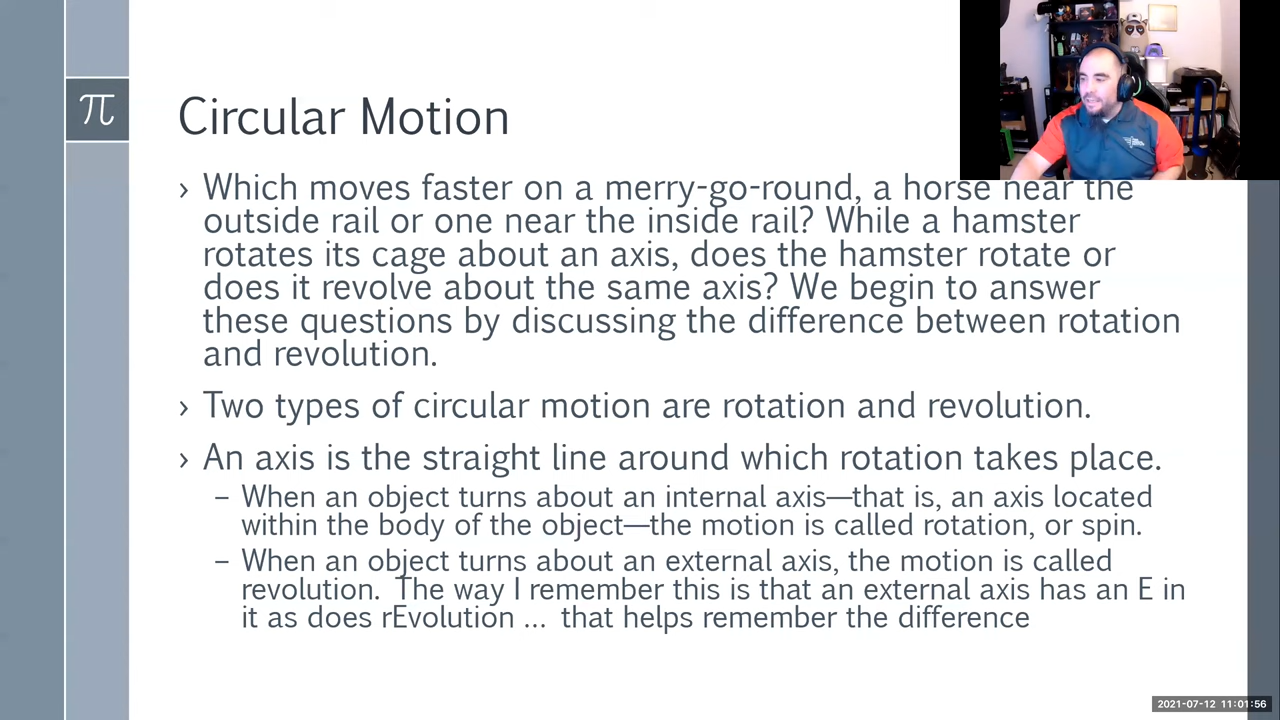 π
Circular Motion
› Which moves faster on a merry-go-round, a horse near the
outside rail or one near the inside rail? While a hamster
rotates its cage about an axis, does the hamster rotate or
does it revolve about the same axis? We begin to answer
these questions by discussing the difference between rotation
and revolution.
› Two types of circular motion are rotation and revolution.
› An axis is the straight line around which rotation takes place.
– When an object turns about an internal axis—that is, an axis located
within the body of the object—the motion is called rotation, or spin.
– When an object turns about an external axis, the motion is called
revolution. The way I remember this is that an external axis has an E in
it as does rEvolution ... that helps remember the difference
2021-07-12 11:01:56